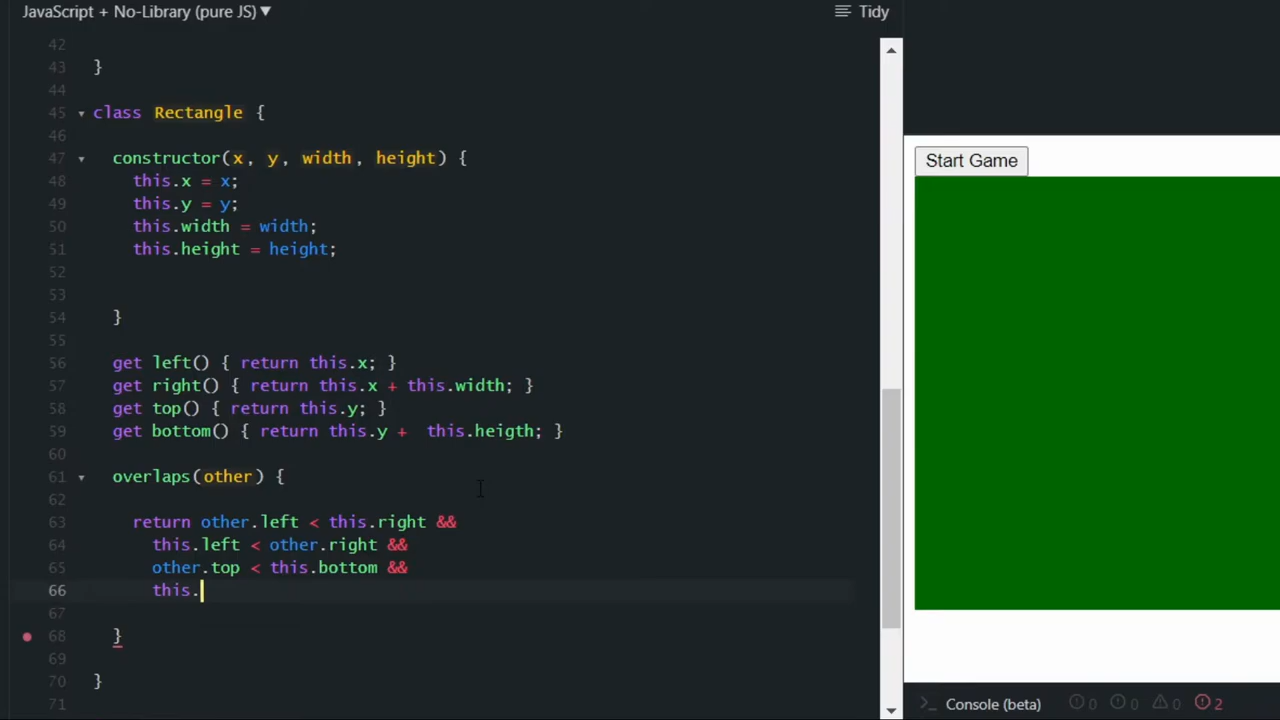 JavaScript + No-Library (pure JS) ▼
Tidy
42
43 }
44
45 class Rectangle {
46
47 constructor(x, y, width, height) {
48 this.x = x;
49 this.y = y;
50 this.width = width;
51 this.height = height;
52
53
54 }
55
56 get left() { return this.x; }
57 get right() { return this.x + this.width; }
58 get top() { return this.y; }
59 get bottom() { return this.y +  this.heigth; }
60
61 overlaps(other) {
62
63 return other.left < this.right &&
64 this.left < other.right &&
65 other.top < this.bottom &&
66 this.
67
68 }
69
70 }
71
Start Game
>_ Console (beta) 0 0 0 2